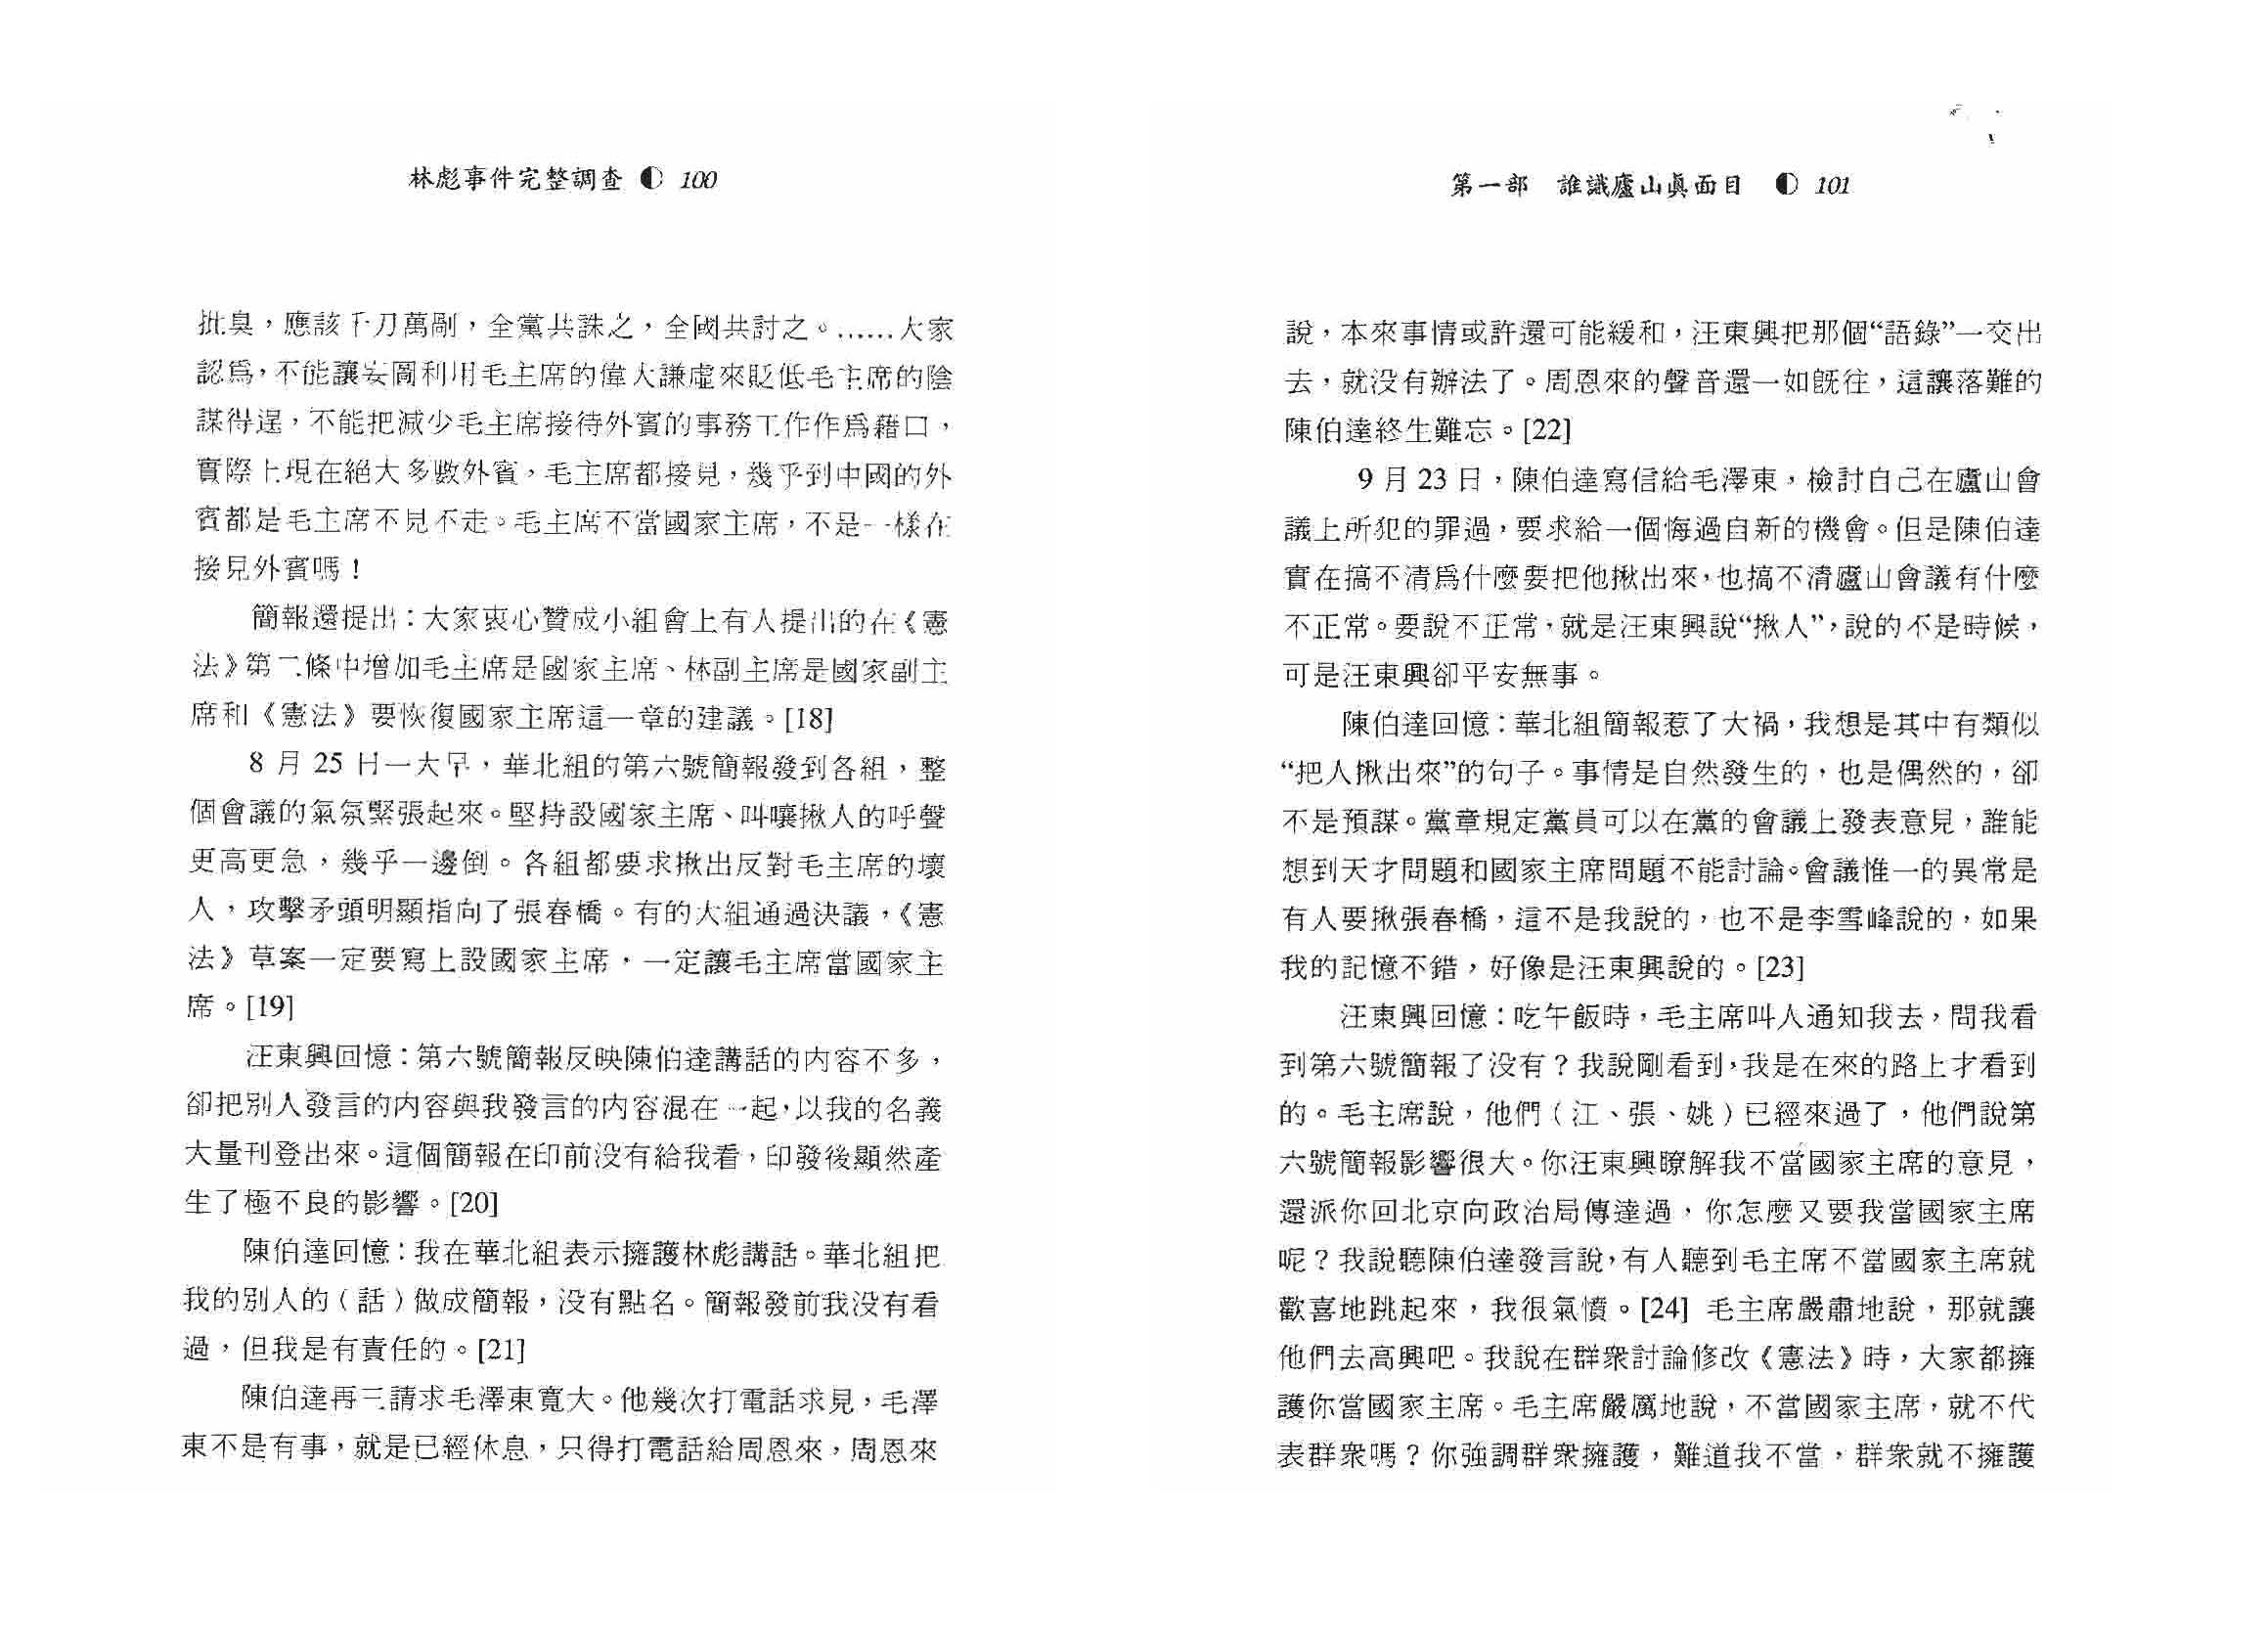 林彪事件完整調查 ◐ 100
批臭，應該千刀萬剮，全黨共誅之，全國共討之。……大家
認爲，不能讓妄圖利用毛主席的偉大謙虛來貶低毛主席的陰
謀得逞，不能把減少毛主席接待外賓的事務工作作爲藉口，
實際上現在絕大多數外賓，毛主席都接見，幾乎到中國的外
賓都是毛主席不見不走。毛主席不當國家主席，不是一樣在
接見外賓嗎！
簡報還提出：大家衷心贊成小組會上有人提出的在《憲
法》第二條中增加毛主席是國家主席、林副主席是國家副主
席和《憲法》要恢復國家主席這一章的建議。[18]
8 月 25 日一大早，華北組的第六號簡報發到各組，整
個會議的氣氛緊張起來。堅持設國家主席、叫嚷揪人的呼聲
更高更急，幾乎一邊倒。各組都要求揪出反對毛主席的壞
人，攻擊矛頭明顯指向了張春橋。有的大組通過決議，《憲
法》草案一定要寫上設國家主席，一定讓毛主席當國家主
席。[19]
汪東興回憶：第六號簡報反映陳伯達講話的内容不多，
卻把別人發言的内容與我發言的内容混在一起，以我的名義
大量刊登出來。這個簡報在印前没有給我看，印發後顯然產
生了極不良的影響。[20]
陳伯達回憶：我在華北組表示擁護林彪講話。華北組把
我的別人的（話）做成簡報，没有點名。簡報發前我没有看
過，但我是有責任的。[21]
陳伯達再三請求毛澤東寬大。他幾次打電話求見，毛澤
東不是有事，就是已經休息，只得打電話給周恩來，周恩來
第一部　誰識廬山眞面目 ◐ 101
說，本來事情或許還可能緩和，汪東興把那個“語錄”一交出
去，就没有辦法了。周恩來的聲音還一如既往，這讓落難的
陳伯達終生難忘。[22]
9 月 23 日，陳伯達寫信給毛澤東，檢討自己在廬山會
議上所犯的罪過，要求給一個悔過自新的機會。但是陳伯達
實在搞不清爲什麼要把他揪出來，也搞不清廬山會議有什麼
不正常。要說不正常，就是汪東興說“揪人”，說的不是時候，
可是汪東興卻平安無事。
陳伯達回憶：華北組簡報惹了大禍，我想是其中有類似
“把人揪出來”的句子。事情是自然發生的，也是偶然的，卻
不是預謀。黨章規定黨員可以在黨的會議上發表意見，誰能
想到天才問題和國家主席問題不能討論。會議惟一的異常是
有人要揪張春橋，這不是我說的，也不是李雪峰說的，如果
我的記憶不錯，好像是汪東興說的。[23]
汪東興回憶：吃午飯時，毛主席叫人通知我去，問我看
到第六號簡報了没有？我說剛看到，我是在來的路上才看到
的。毛主席說，他們（江、張、姚）已經來過了，他們說第
六號簡報影響很大。你汪東興瞭解我不當國家主席的意見，
還派你回北京向政治局傳達過，你怎麼又要我當國家主席
呢？我說聽陳伯達發言說，有人聽到毛主席不當國家主席就
歡喜地跳起來，我很氣憤。[24] 毛主席嚴肅地說，那就讓
他們去高興吧。我說在群衆討論修改《憲法》時，大家都擁
護你當國家主席。毛主席嚴厲地說，不當國家主席，就不代
表群衆嗎？你強調群衆擁護，難道我不當，群衆就不擁護